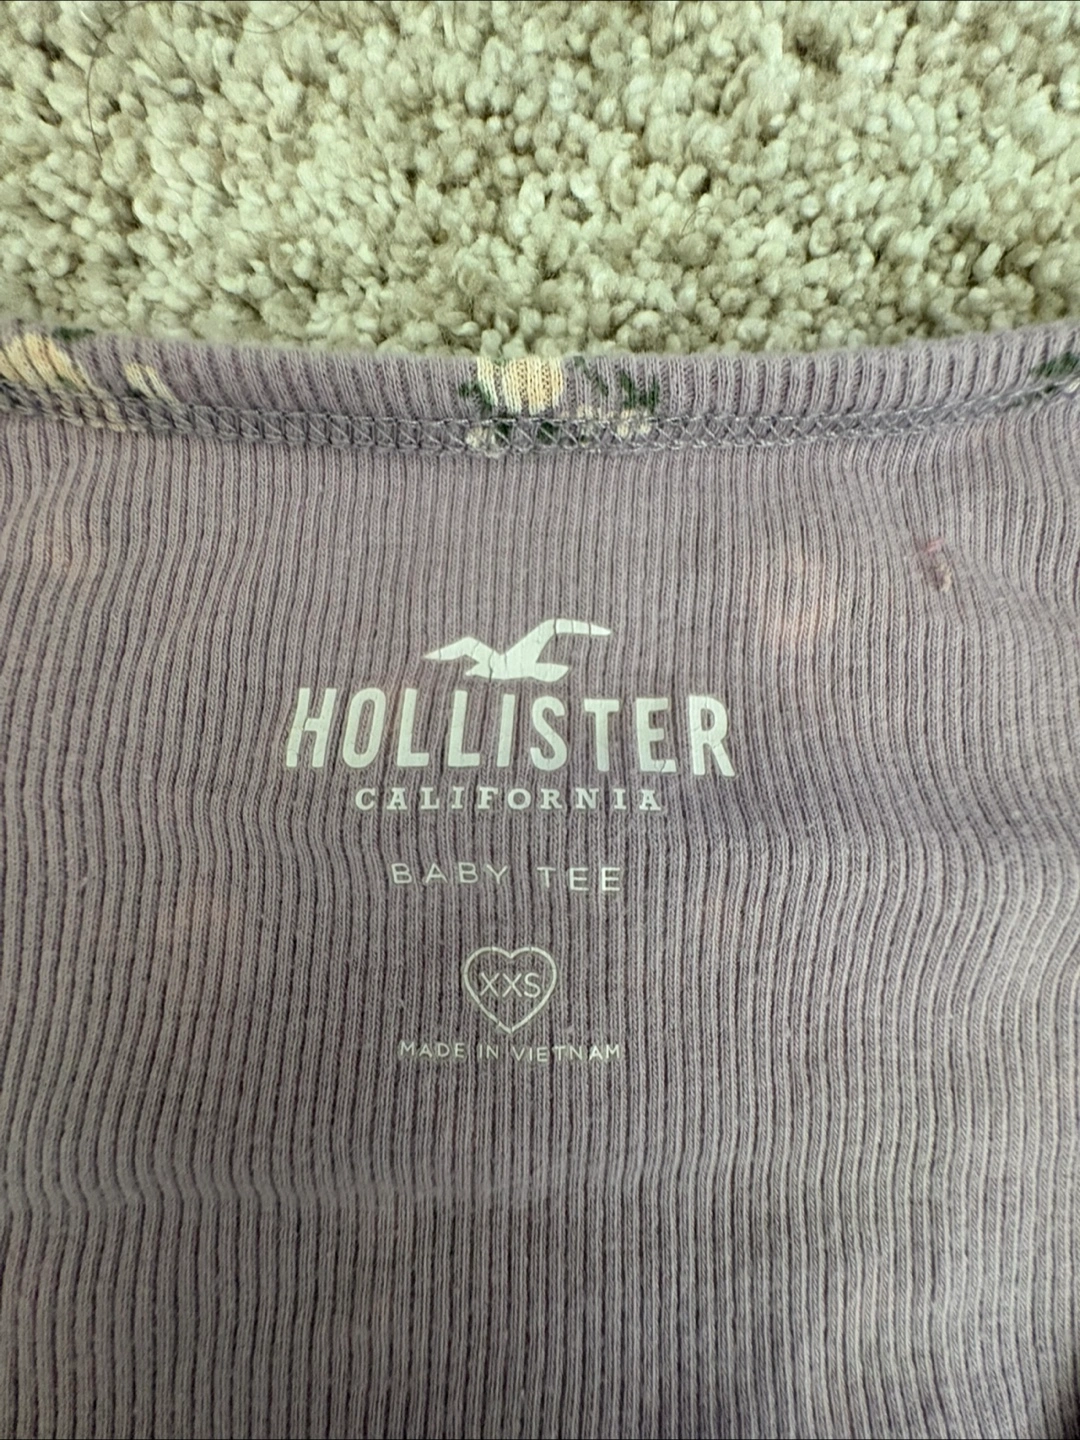 HOLLISTER
CALIFORNIA
BABY TEE
XXS
MADE IN VIETNAM